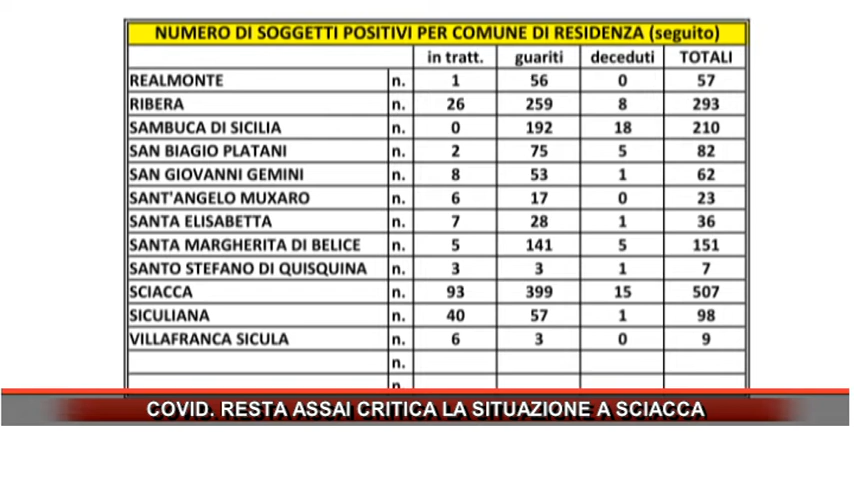 NUMERO DI SOGGETTI POSITIVI PER COMUNE DI RESIDENZA (seguito)
in tratt. guariti deceduti TOTALI
REALMONTE n. 1 56 0 57
RIBERA n. 26 259 8 293
SAMBUCA DI SICILIA n. 0 192 18 210
SAN BIAGIO PLATANI n. 2 75 5 82
SAN GIOVANNI GEMINI n. 8 53 1 62
SANT'ANGELO MUXARO n. 6 17 0 23
SANTA ELISABETTA n. 7 28 1 36
SANTA MARGHERITA DI BELICE n. 5 141 5 151
SANTO STEFANO DI QUISQUINA n. 3 3 1 7
SCIACCA n. 93 399 15 507
SICULIANA n. 40 57 1 98
VILLAFRANCA SICULA n. 6 3 0 9
n.
n.
COVID. RESTA ASSAI CRITICA LA SITUAZIONE A SCIACCA